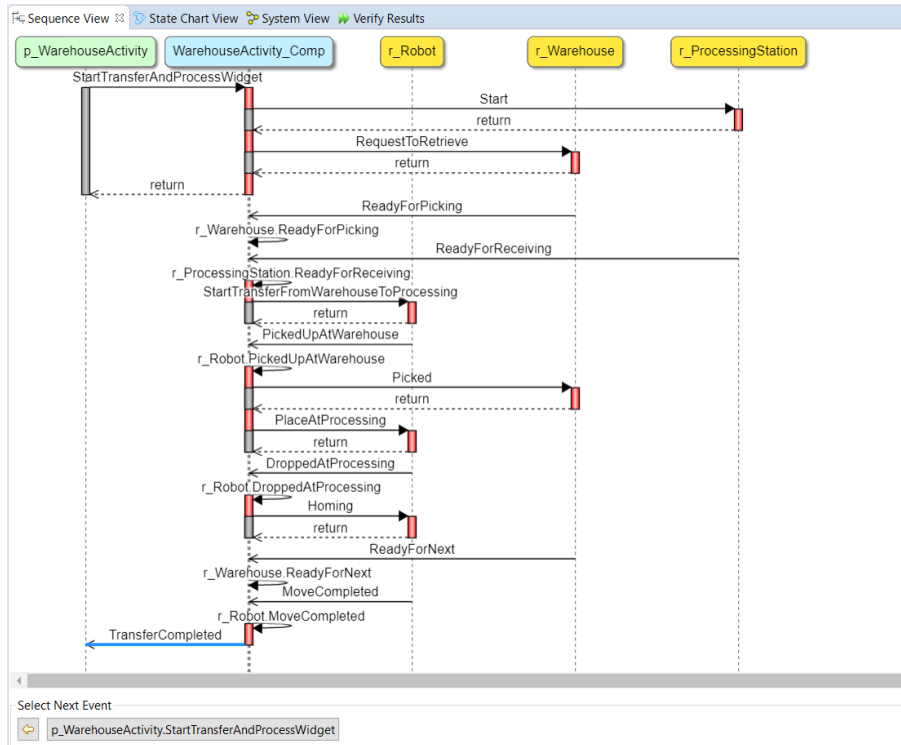 Sequence View State Chart View System View Verify Results
p_WarehouseActivity WarehouseActivity_Comp r_Robot r_Warehouse r_ProcessingStation
StartTransferAndProcessWidget
Start
return
RequestToRetrieve
return
return
ReadyForPicking
r_Warehouse.ReadyForPicking
ReadyForReceiving
r_ProcessingStation.ReadyForReceiving
StartTransferFromWarehouseToProcessing
return
PickedUpAtWarehouse
r_Robot.PickedUpAtWarehouse
Picked
return
PlaceAtProcessing
return
DroppedAtProcessing
r_Robot.DroppedAtProcessing
Homing
return
ReadyForNext
r_Warehouse.ReadyForNext
MoveCompleted
r_Robot.MoveCompleted
TransferCompleted
Select Next Event
p_WarehouseActivity.StartTransferAndProcessWidget